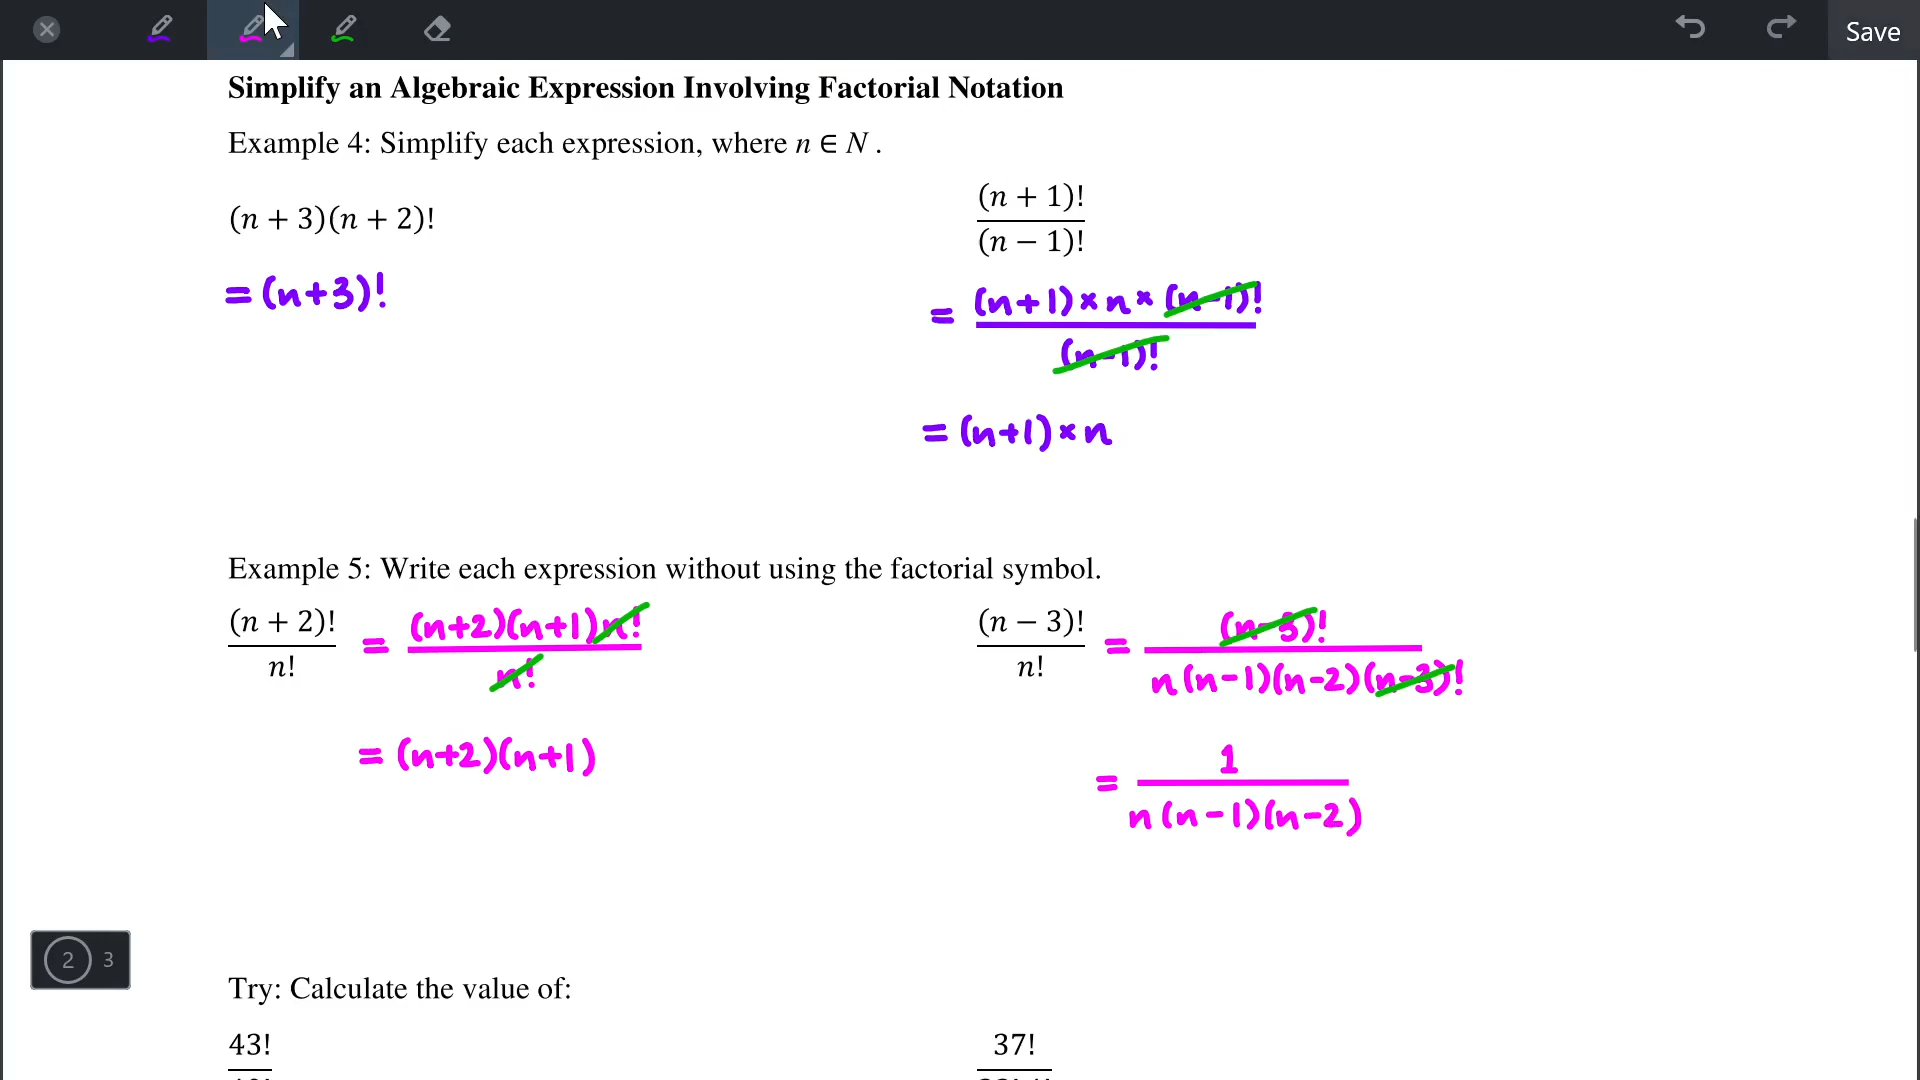 Save
Simplify an Algebraic Expression Involving Factorial Notation
Example 4: Simplify each expression, where n ∈ N .
(n + 3)(n + 2)!
= (n+3)!
(n + 1)!
(n − 1)!
= (n+1) × n × (n-1)!
(n-1)!
= (n+1) × n
Example 5: Write each expression without using the factorial symbol.
(n + 2)!
n!
= (n+2)(n+1)n!
n!
= (n+2)(n+1)
(n − 3)!
n!
= (n-3)!
n(n-1)(n-2)(n-3)!
= 1
n(n-1)(n-2)
2 3
Try: Calculate the value of:
43!
37!